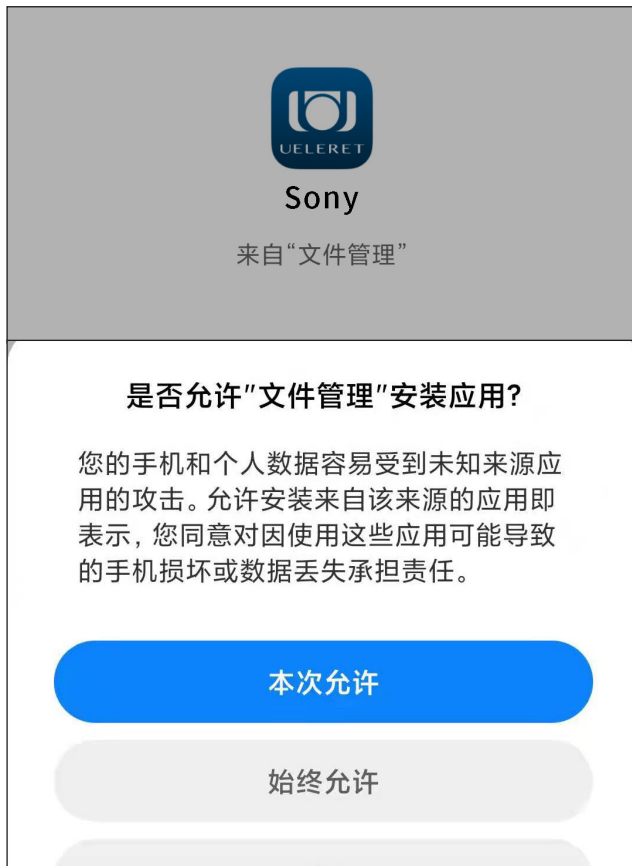 UELERET
Sony
来自“文件管理”
是否允许"文件管理"安装应用?
您的手机和个人数据容易受到未知来源应
用的攻击。允许安装来自该来源的应用即
表示，您同意对因使用这些应用可能导致
的手机损坏或数据丢失承担责任。
本次允许
始终允许